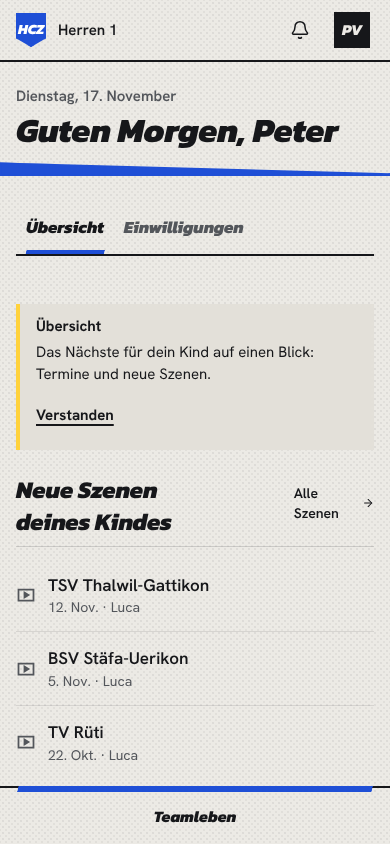 HCZ
Herren 1
PV
Dienstag, 17. November
Guten Morgen, Peter
Übersicht
Einwilligungen
Übersicht
Das Nächste für dein Kind auf einen Blick:
Termine und neue Szenen.
Verstanden
Neue Szenen
deines Kindes
Alle
Szenen
TSV Thalwil-Gattikon
12. Nov. · Luca
BSV Stäfa-Uerikon
5. Nov. · Luca
TV Rüti
22. Okt. · Luca
Teamleben